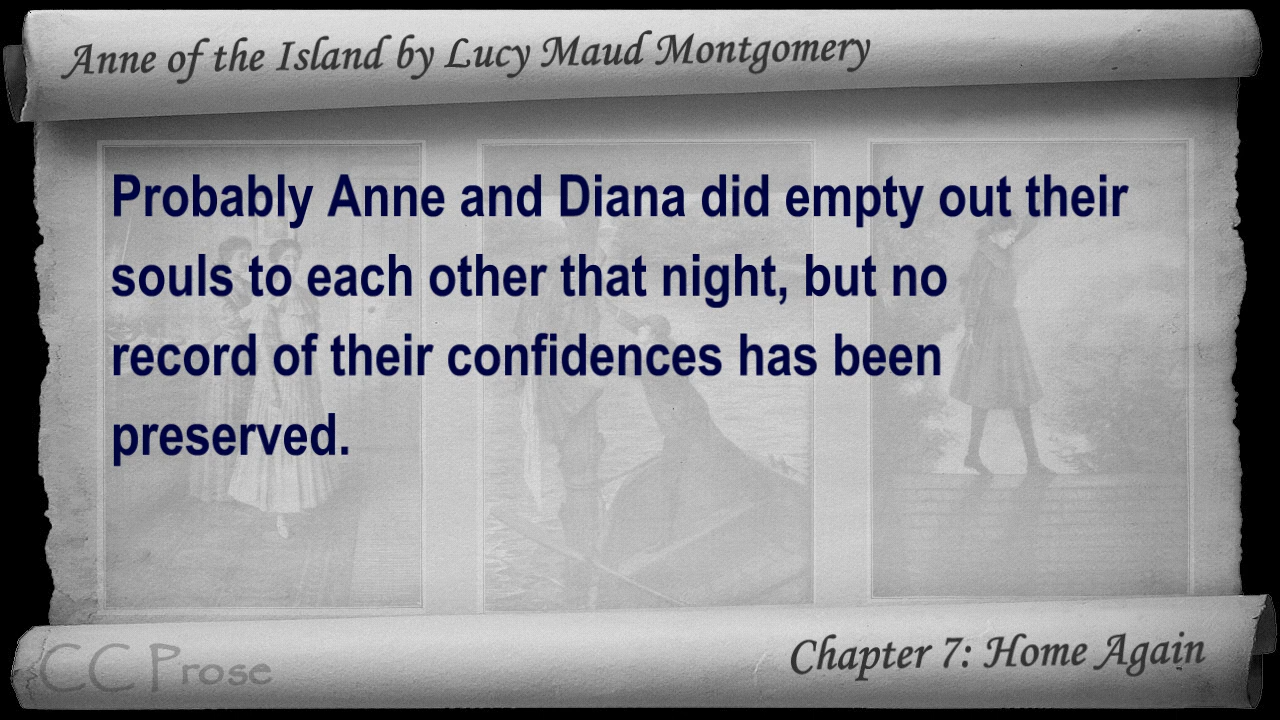 Anne of the Island by Lucy Maud Montgomery
Probably Anne and Diana did empty out their
souls to each other that night, but no
record of their confidences has been
preserved.
CC Prose
Chapter 7: Home Again